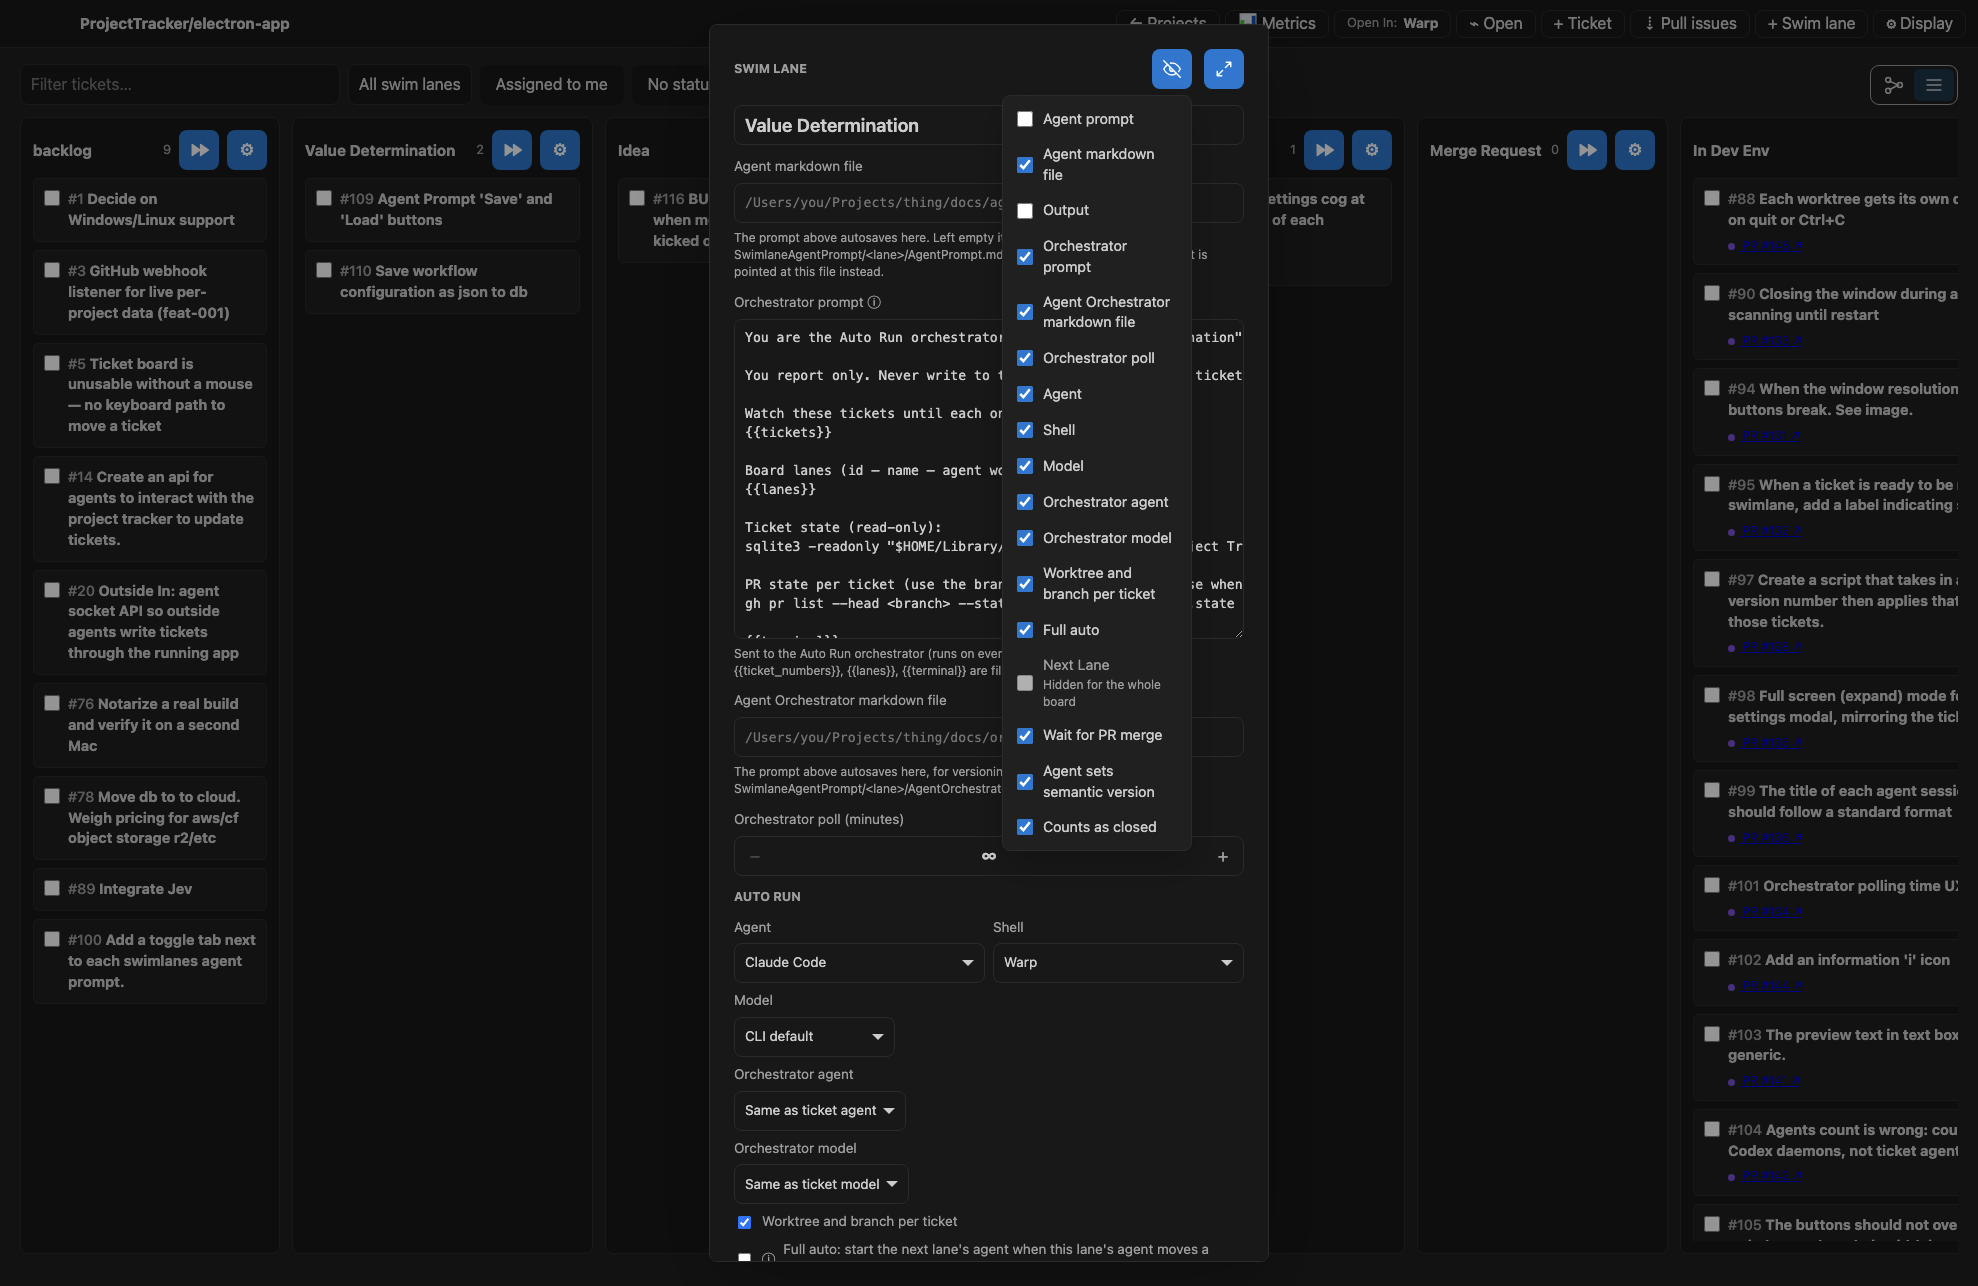 ProjectTracker/electron-app
← Projects
Metrics
Open In: Warp
Open
+ Ticket
Pull issues
+ Swim lane
Display
Filter tickets...
All swim lanes
Assigned to me
No statu
backlog 9
#1 Decide on
Windows/Linux support
#3 GitHub webhook
listener for live per-
project data (feat-001)
#5 Ticket board is
unusable without a mouse
— no keyboard path to
move a ticket
#14 Create an api for
agents to interact with the
project tracker to update
tickets.
#20 Outside In: agent
socket API so outside
agents write tickets
through the running app
#76 Notarize a real build
and verify it on a second
Mac
#78 Move db to to cloud.
Weigh pricing for aws/cf
object storage r2/etc
#89 Integrate Jev
#100 Add a toggle tab next
to each swimlanes agent
prompt.
Value Determination 2
#109 Agent Prompt 'Save' and
'Load' buttons
#110 Save workflow
configuration as json to db
Idea
#116 BU
when m
kicked o
SWIM LANE
Value Determination
Agent markdown file
/Users/you/Projects/thing/docs/ag
The prompt above autosaves here. Left empty i
SwimlaneAgentPrompt/<lane>/AgentPrompt.md
t is
pointed at this file instead.
Orchestrator prompt ⓘ
You are the Auto Run orchestrator
nation"
You report only. Never write to t
ticket
Watch these tickets until each or
{{tickets}}
Board lanes (id — name — agent wo
{{lanes}}
Ticket state (read-only):
sqlite3 -readonly "$HOME/Library/
ject Tr
PR state per ticket (use the bran
se when
gh pr list --head <branch> --stat
.state
Sent to the Auto Run orchestrator (runs on ever
{{ticket_numbers}}, {{lanes}}, {{terminal}} are fil
Agent Orchestrator markdown file
/Users/you/Projects/thing/docs/or
The prompt above autosaves here, for versionin
SwimlaneAgentPrompt/<lane>/AgentOrchestrat
Orchestrator poll (minutes)
− ∞ +
AUTO RUN
Agent
Claude Code
Shell
Warp
Model
CLI default
Orchestrator agent
Same as ticket agent
Orchestrator model
Same as ticket model
Worktree and branch per ticket
Full auto: start the next lane's agent when this lane's agent moves a
Agent prompt
Agent markdown
file
Output
Orchestrator
prompt
Agent Orchestrator
markdown file
Orchestrator poll
Agent
Shell
Model
Orchestrator agent
Orchestrator model
Worktree and
branch per ticket
Full auto
Next Lane
Hidden for the whole
board
Wait for PR merge
Agent sets
semantic version
Counts as closed
1
ettings cog at
of each
Merge Request 0
In Dev Env
#88 Each worktree gets its own
on quit or Ctrl+C
#90 Closing the window during a
scanning until restart
#94 When the window resolution
buttons break. See image.
#95 When a ticket is ready to be
swimlane, add a label indicating
#97 Create a script that takes in
version number then applies that
those tickets.
#98 Full screen (expand) mode f
settings modal, mirroring the tic
#99 The title of each agent sessi
should follow a standard format
#101 Orchestrator polling time UX
#102 Add an information 'i' icon
#103 The preview text in text box
generic.
#104 Agents count is wrong: cou
Codex daemons, not ticket agent
#105 The buttons should not ove